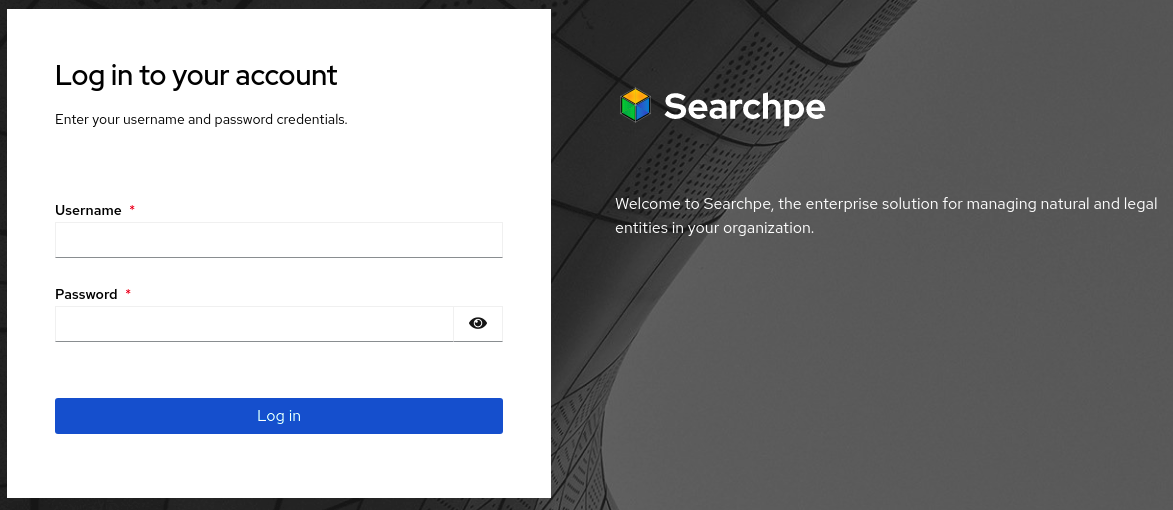 Log in to your account
Enter your username and password credentials.
Username *
Password *
Log in
Searchpe
Welcome to Searchpe, the enterprise solution for managing natural and legal
entities in your organization.